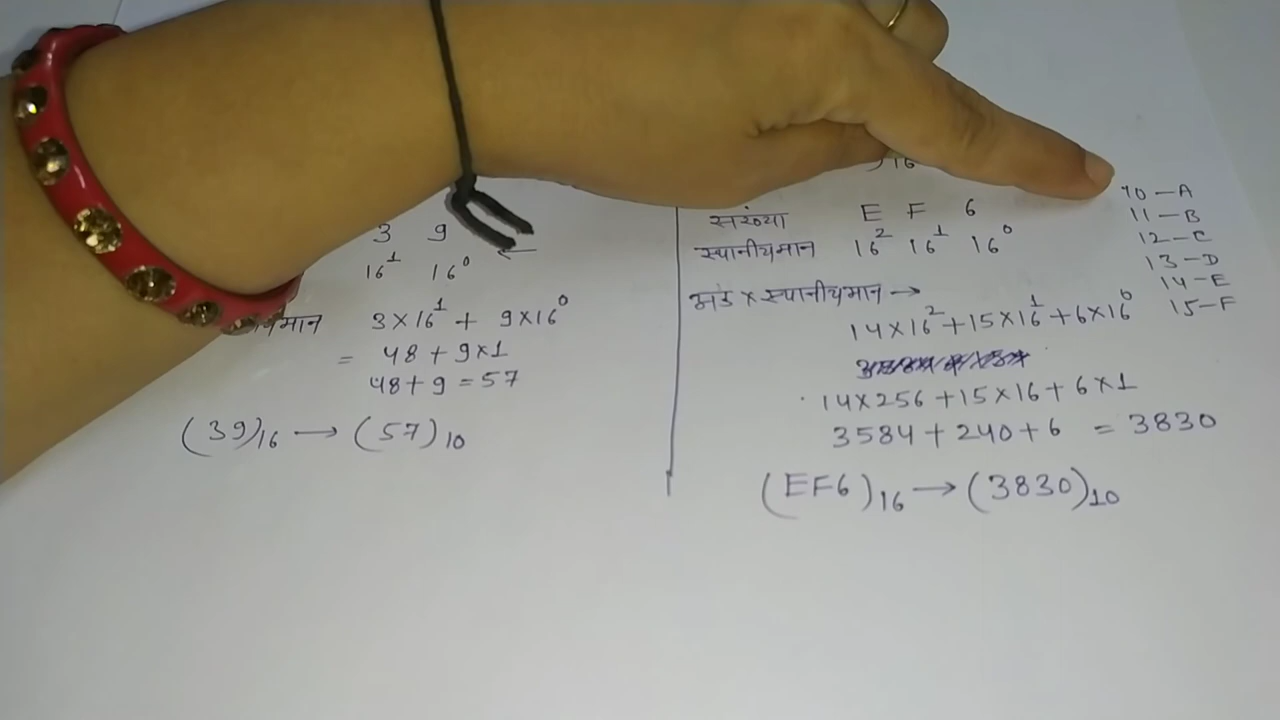 3 9
16¹ 16⁰ ←
3×16¹ + 9×16⁰
= 48 + 9×1
48+9 = 57
(39)₁₆ → (57)₁₀
)₁₆
संख्या E F 6
स्थानीयमान 16² 16¹ 16⁰
अंक × स्थानीयमान →
14×16²+15×16¹+6×16⁰
14×256+15×16+6×1
3584+240+6 = 3830
(EF6)₁₆ → (3830)₁₀
10 – A
11 – B
12 – C
13 – D
14 – E
15 – F